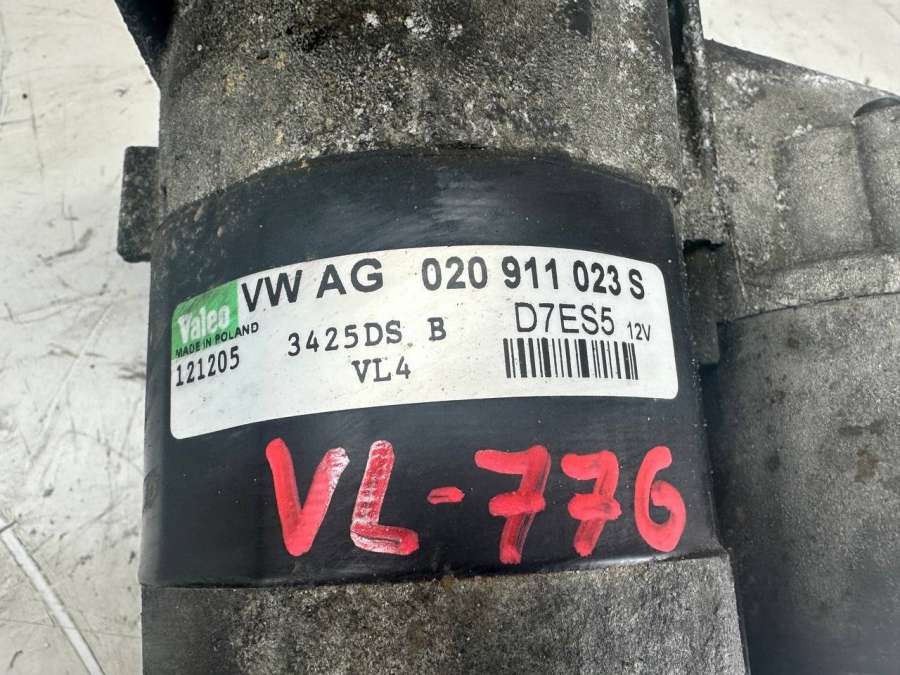 VW AG 020 911 023 S
Valeo
MADE IN POLAND
121205
3425DS B
VL4
D7ES5 12V
VL-776